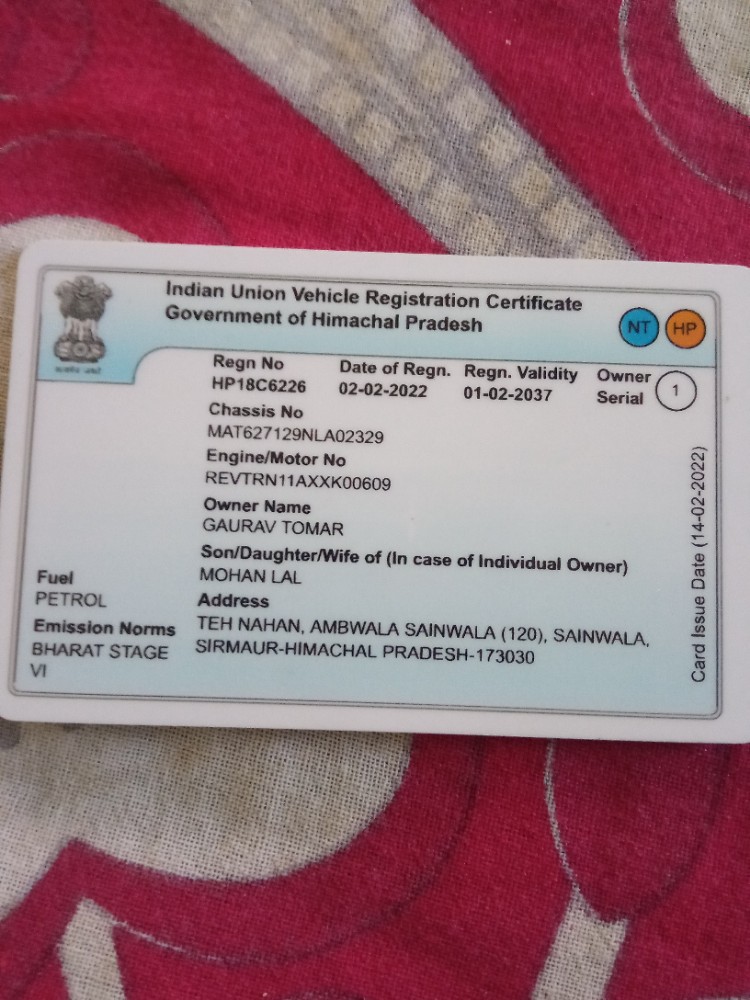 Indian Union Vehicle Registration Certificate
Government of Himachal Pradesh
NT HP
Regn No Date of Regn. Regn. Validity Owner Serial 1
HP18C6226 02-02-2022 01-02-2037
Chassis No
MAT627129NLA02329
Engine/Motor No
REVTRN11AXXK00609
Owner Name
GAURAV TOMAR
Son/Daughter/Wife of (In case of Individual Owner)
MOHAN LAL
Address
TEH NAHAN, AMBWALA SAINWALA (120), SAINWALA,
SIRMAUR-HIMACHAL PRADESH-173030
Fuel
PETROL
Emission Norms
BHARAT STAGE
VI
Card Issue Date (14-02-2022)